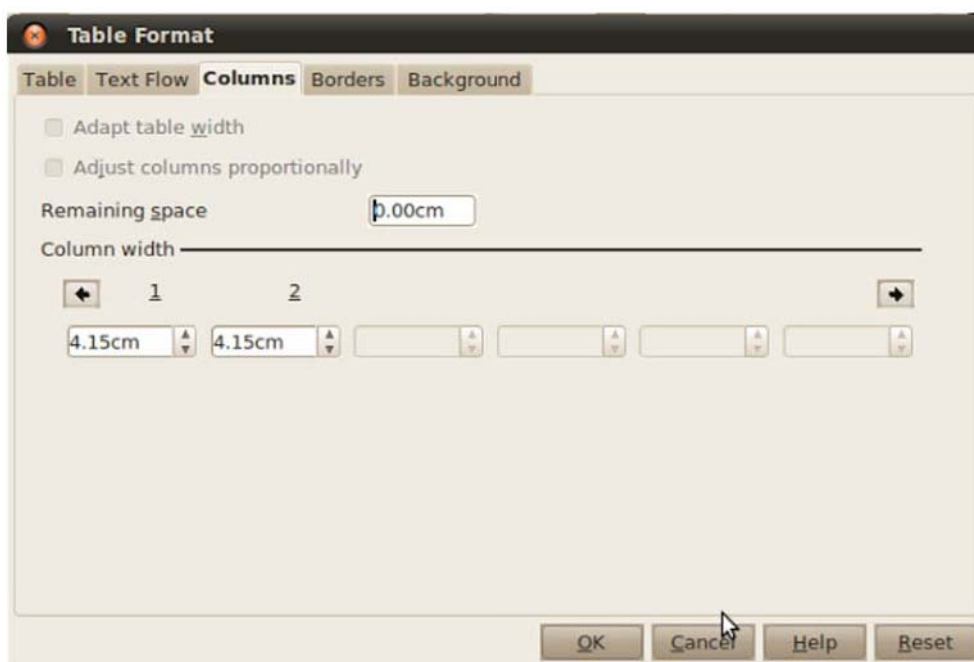 Table Format
Table Text Flow Columns Borders Background
Adapt table width
Adjust columns proportionally
Remaining space 0.00cm
Column width
1 2
4.15cm 4.15cm
OK Cancel Help Reset